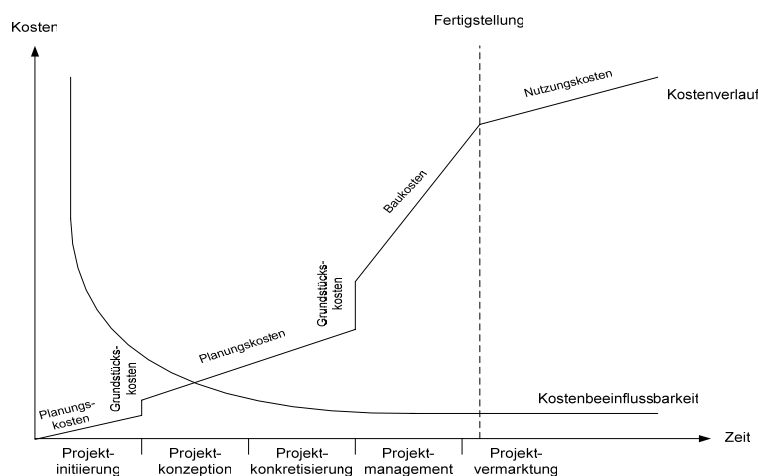 Fertigstellung
Kosten
Nutzungskosten
Kostenverlauf
Baukosten
Grundstücks-
kosten
Planungskosten
Grundstücks-
kosten
Planungs-
kosten
Kostenbeeinflussbarkeit
Zeit
Projekt-
initiierung
Projekt-
konzeption
Projekt-
konkretisierung
Projekt-
management
Projekt-
vermarktung